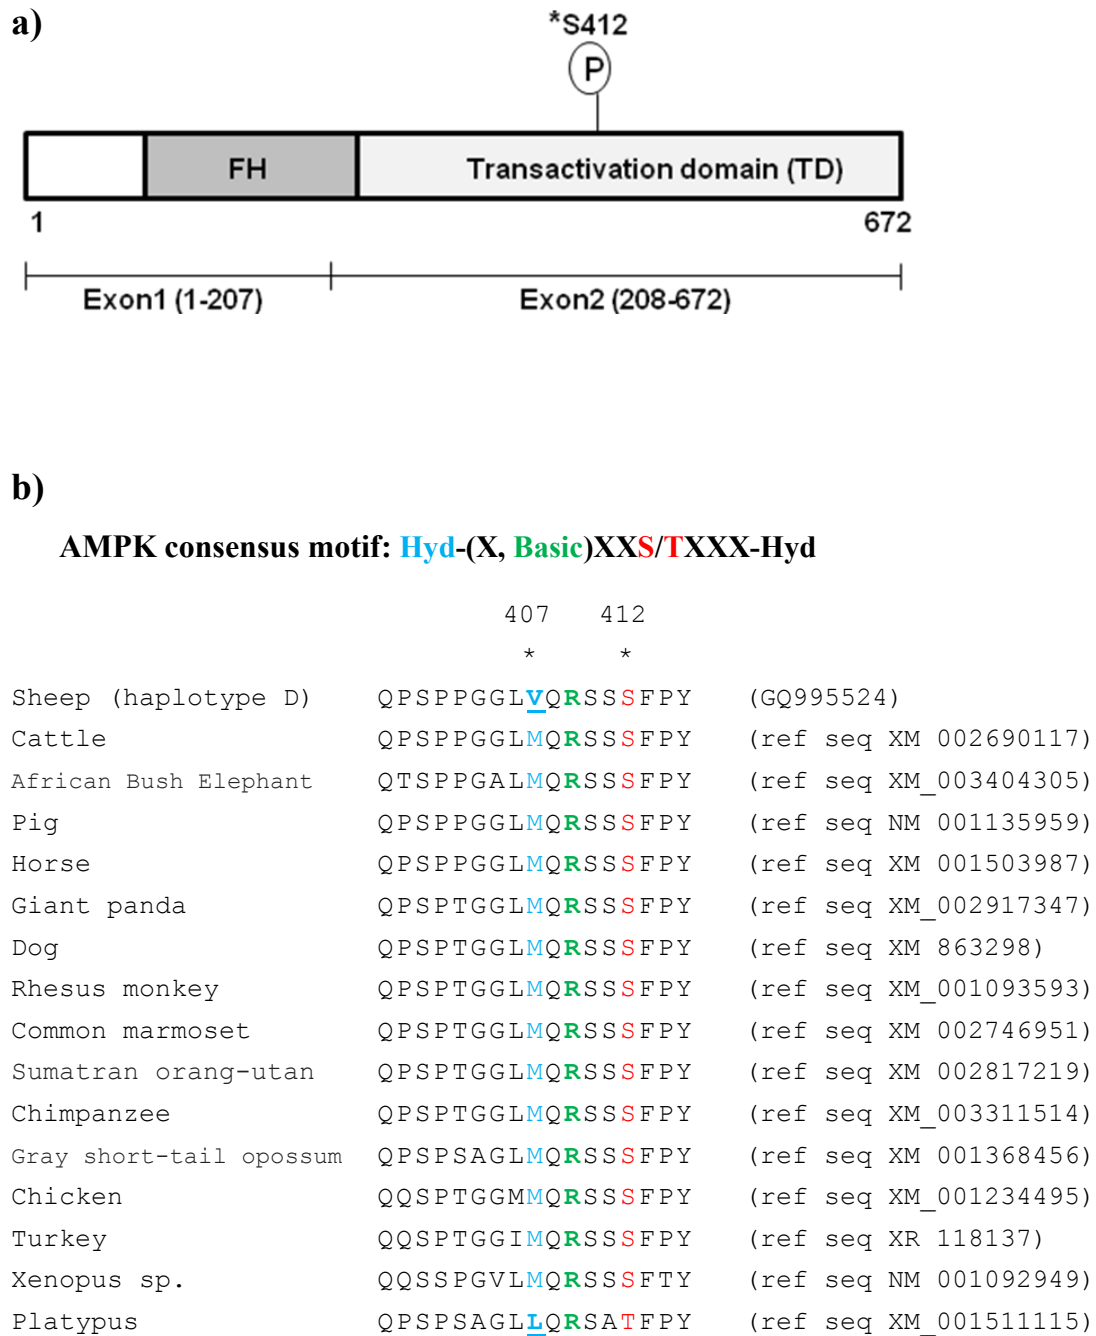 a)
*S412
P
FH
Transactivation domain (TD)
1 672
Exon1 (1-207) Exon2 (208-672)
b)
AMPK consensus motif: Hyd-(X, Basic)XXS/TXXX-Hyd
407 412
* *
Sheep (haplotype D) QPSPPGGLVQRSSSFPY (GQ995524)
Cattle QPSPPGGLMQRSSSFPY (ref seq XM 002690117)
African Bush Elephant QTSPPGALMQRSSSFPY (ref seq XM_003404305)
Pig QPSPPGGLMQRSSSFPY (ref seq NM 001135959)
Horse QPSPPGGLMQRSSSFPY (ref seq XM 001503987)
Giant panda QPSPTGGLMQRSSSFPY (ref seq XM_002917347)
Dog QPSPTGGLMQRSSSFPY (ref seq XM 863298)
Rhesus monkey QPSPTGGLMQRSSSFPY (ref seq XM_001093593)
Common marmoset QPSPTGGLMQRSSSFPY (ref seq XM 002746951)
Sumatran orang-utan QPSPTGGLMQRSSSFPY (ref seq XM 002817219)
Chimpanzee QPSPTGGLMQRSSSFPY (ref seq XM_003311514)
Gray short-tail opossum QPSPSAGLMQRSSSFPY (ref seq XM 001368456)
Chicken QQSPTGGMMQRSSSFPY (ref seq XM_001234495)
Turkey QQSPTGGIMQRSSSFPY (ref seq XR 118137)
Xenopus sp. QQSSPGVLMQRSSSFTY (ref seq NM 001092949)
Platypus QPSPSAGLLQRSATFPY (ref seq XM_001511115)